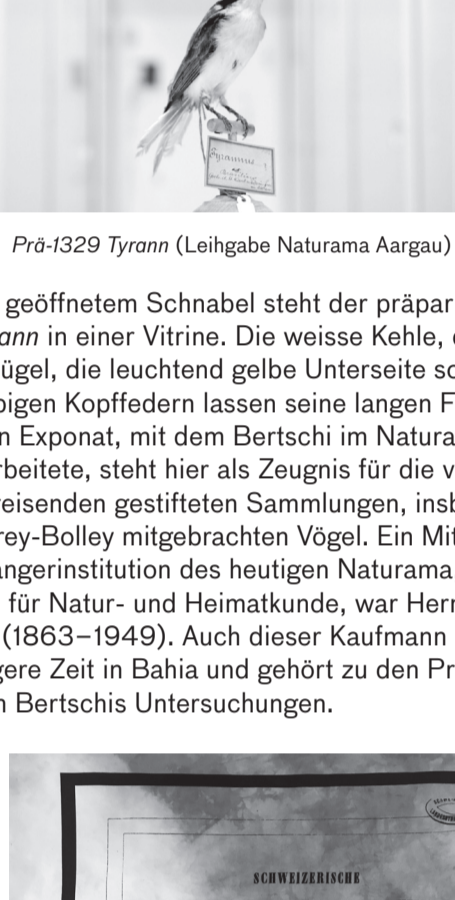 Tyrannus
Prä-1329 Tyrann (Leihgabe Naturama Aargau)
geöffnetem Schnabel steht der präpar
ann in einer Vitrine. Die weisse Kehle,
ügel, die leuchtend gelbe Unterseite sc
bigen Kopffedern lassen seine langen F
n Exponat, mit dem Bertschi im Natura
rbeitete, steht hier als Zeugnis für die v
reisenden gestifteten Sammlungen, insb
rey-Bolley mitgebrachten Vögel. Ein Mit
ngerinstitution des heutigen Naturama
für Natur- und Heimatkunde, war Herr
(1863–1949). Auch dieser Kaufmann
gere Zeit in Bahia und gehört zu den Pr
n Bertschis Untersuchungen.
SCHWEIZERISCHE